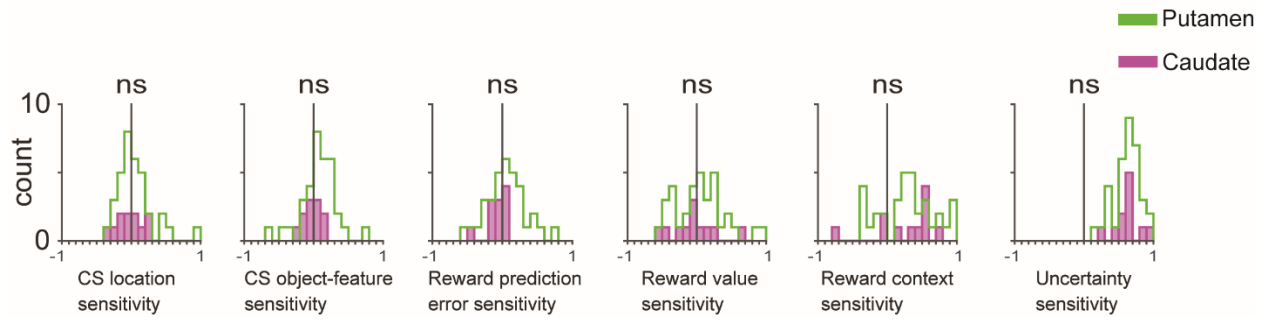 Putamen
Caudate
ns ns ns ns ns ns
10
count
0
-1 1 -1 1 -1 1 -1 1 -1 1 -1 1
CS location CS object-feature Reward prediction Reward value Reward context Uncertainty
sensitivity sensitivity error sensitivity sensitivity sensitivity sensitivity